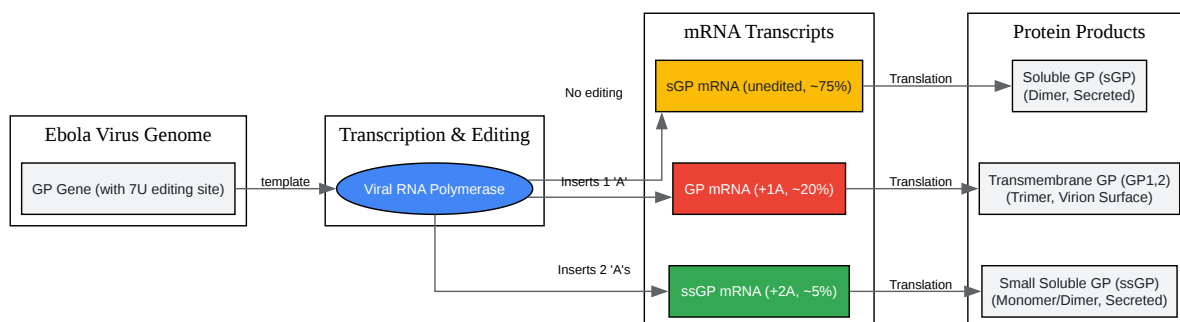 Ebola Virus Genome
GP Gene (with 7U editing site)
template
Transcription & Editing
Viral RNA Polymerase
No editing
Inserts 1 'A'
Inserts 2 'A's
mRNA Transcripts
sGP mRNA (unedited, ~75%)
GP mRNA (+1A, ~20%)
ssGP mRNA (+2A, ~5%)
Translation
Translation
Translation
Protein Products
Soluble GP (sGP)
(Dimer, Secreted)
Transmembrane GP (GP1,2)
(Trimer, Virion Surface)
Small Soluble GP (ssGP)
(Monomer/Dimer, Secreted)